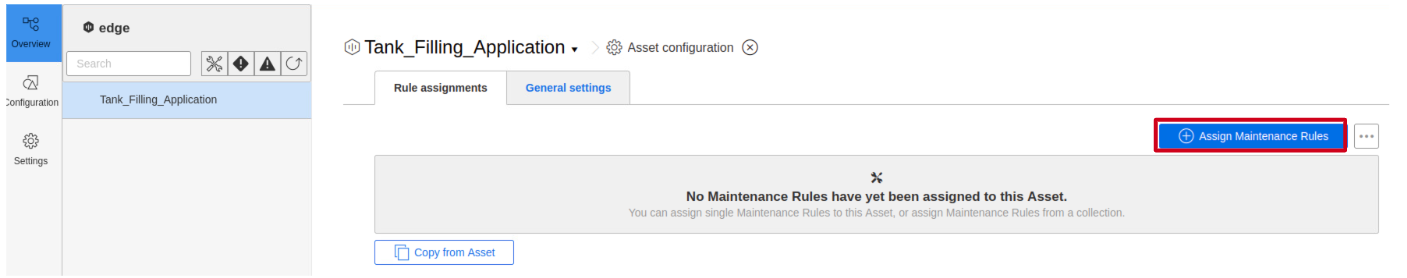 Overview
Configuration
Settings
edge
Search
Tank_Filling_Application
Tank_Filling_Application
Asset configuration
Rule assignments
General settings
Assign Maintenance Rules
No Maintenance Rules have yet been assigned to this Asset.
You can assign single Maintenance Rules to this Asset, or assign Maintenance Rules from a collection.
Copy from Asset